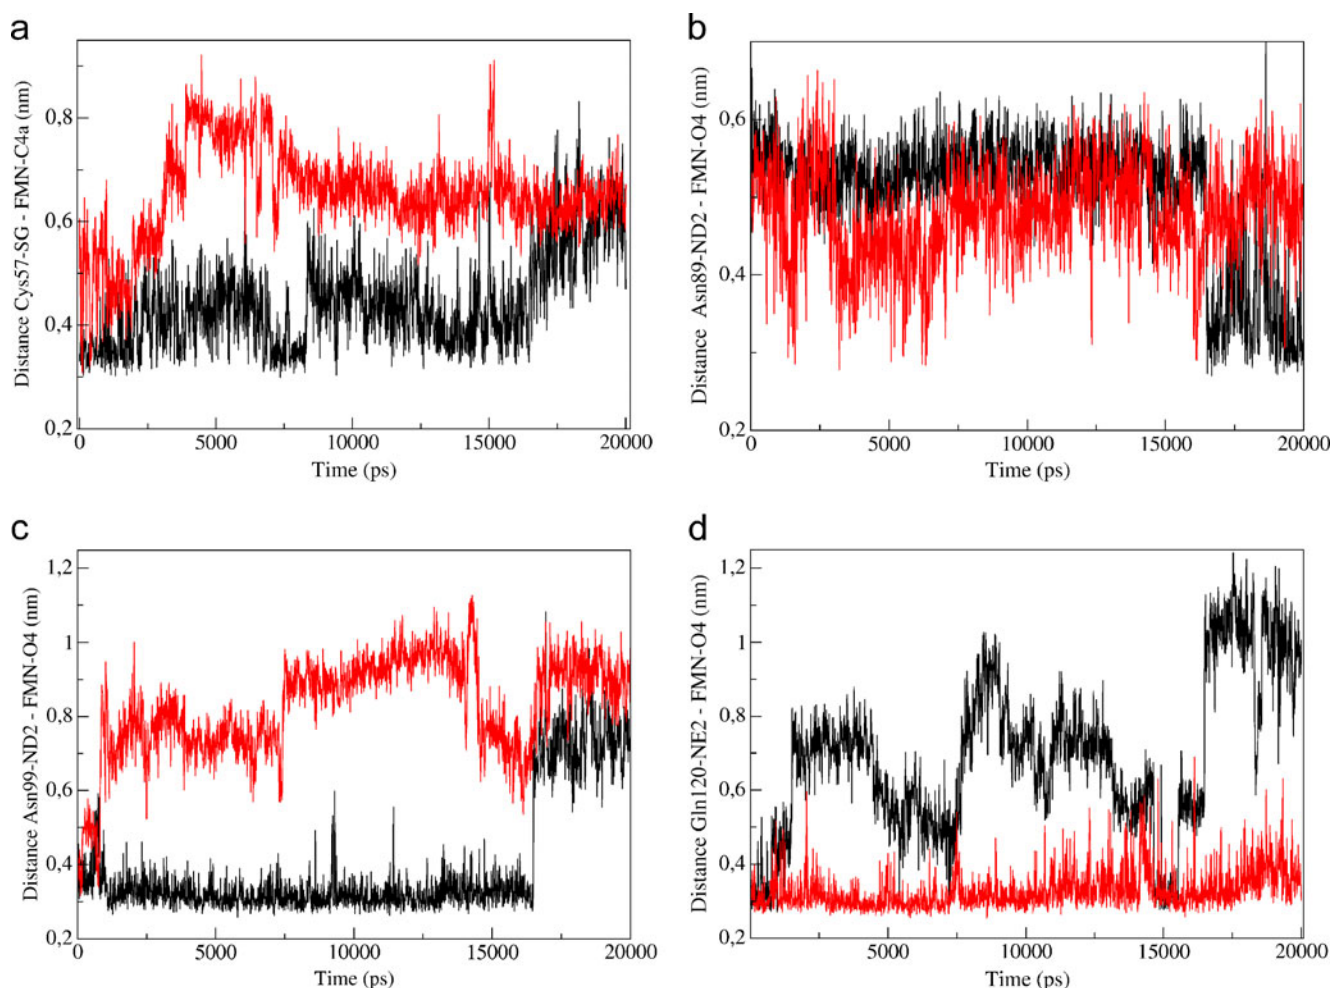 a
Distance Cys57-SG - FMN-C4a (nm)
0,8
0,6
0,4
0,2
0 5000 10000 15000 20000
Time (ps)
b
Distance Asn89-ND2 - FMN-O4 (nm)
0,6
0,4
0,2
0 5000 10000 15000 20000
Time (ps)
c
Distance Asn99-ND2 - FMN-O4 (nm)
1,2
1
0,8
0,6
0,4
0,2
0 5000 10000 15000 20000
Time (ps)
d
Distance Gln120-NE2 - FMN-O4 (nm)
1,2
1
0,8
0,6
0,4
0,2
5000 10000 15000 20000
Time (ps)